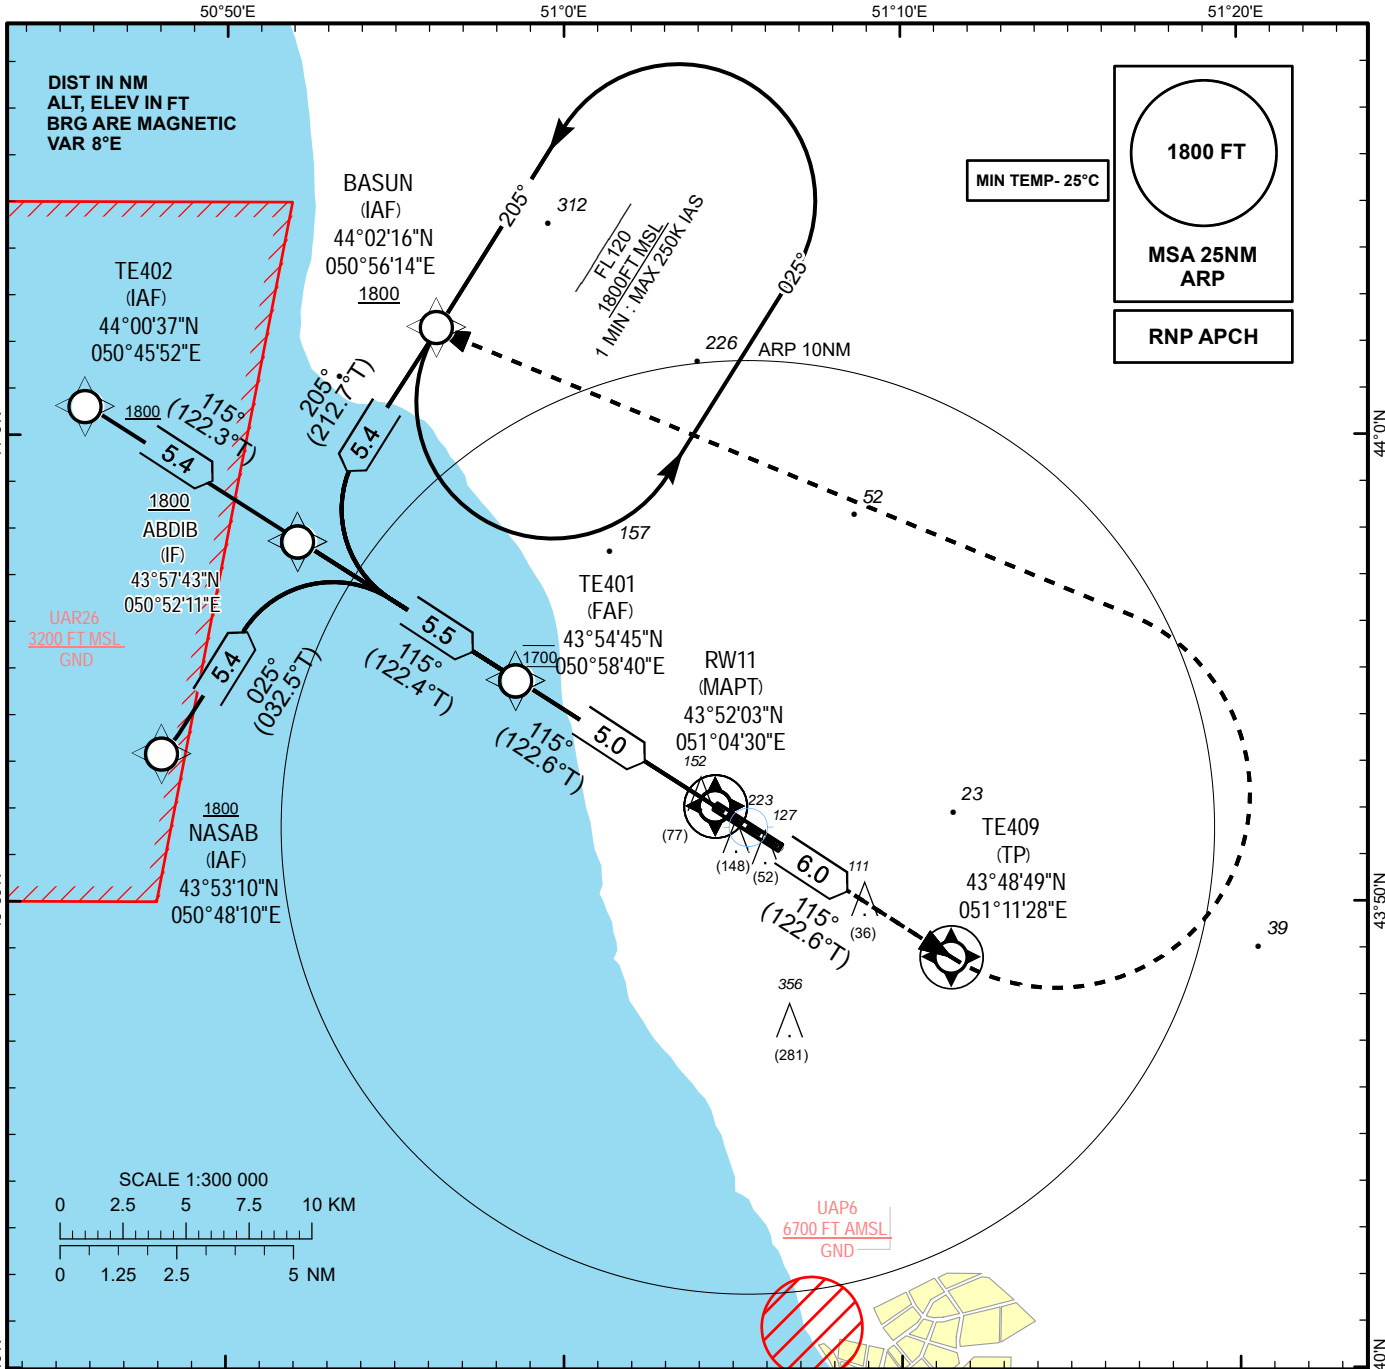 50°50'E
51°0'E
51°10'E
51°20'E
DIST IN NM
ALT, ELEV IN FT
BRG ARE MAGNETIC
VAR 8°E
1800 FT
MSA 25NM
ARP
MIN TEMP- 25°C
RNP APCH
BASUN
(IAF)
44°02'16"N
050°56'14"E
1800
205°
312
FL120
1800FT MSL
1 MIN : MAX 250K IAS
025°
TE402
(IAF)
44°00'37"N
050°45'52"E
226
ARP 10NM
1800
115°
(122.3°T)
5.4
205°
(212.7°T)
5.4
44°0'N
1800
ABDIB
(IF)
43°57'43"N
050°52'11"E
52
157
TE401
(FAF)
43°54'45"N
050°58'40"E
UAR26
3200 FT MSL
GND
5.4
025°
(032.5°T)
5.5
115°
(122.4°T)
1700
RW11
(MAPT)
43°52'03"N
051°04'30"E
5.0
115°
(122.6°T)
152
(77)
223
127
(148)
(52)
1800
NASAB
(IAF)
43°53'10"N
050°48'10"E
23
TE409
(TP)
43°48'49"N
051°11'28"E
6.0
111
115°
(122.6°T)
(36)
43°50'N
39
356
(281)
SCALE 1:300 000
0 2.5 5 7.5 10 KM
0 1.25 2.5 5 NM
UAP6
6700 FT AMSL
GND